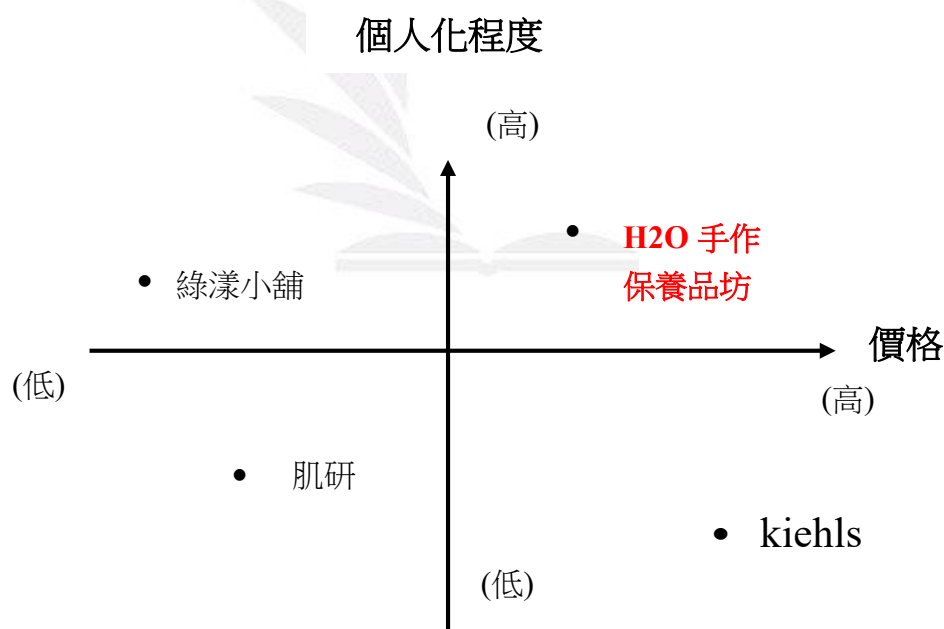 個人化程度
(高)
H2O 手作
保養品坊
綠漾小舖
價格
(低)
(高)
肌研
kiehls
(低)